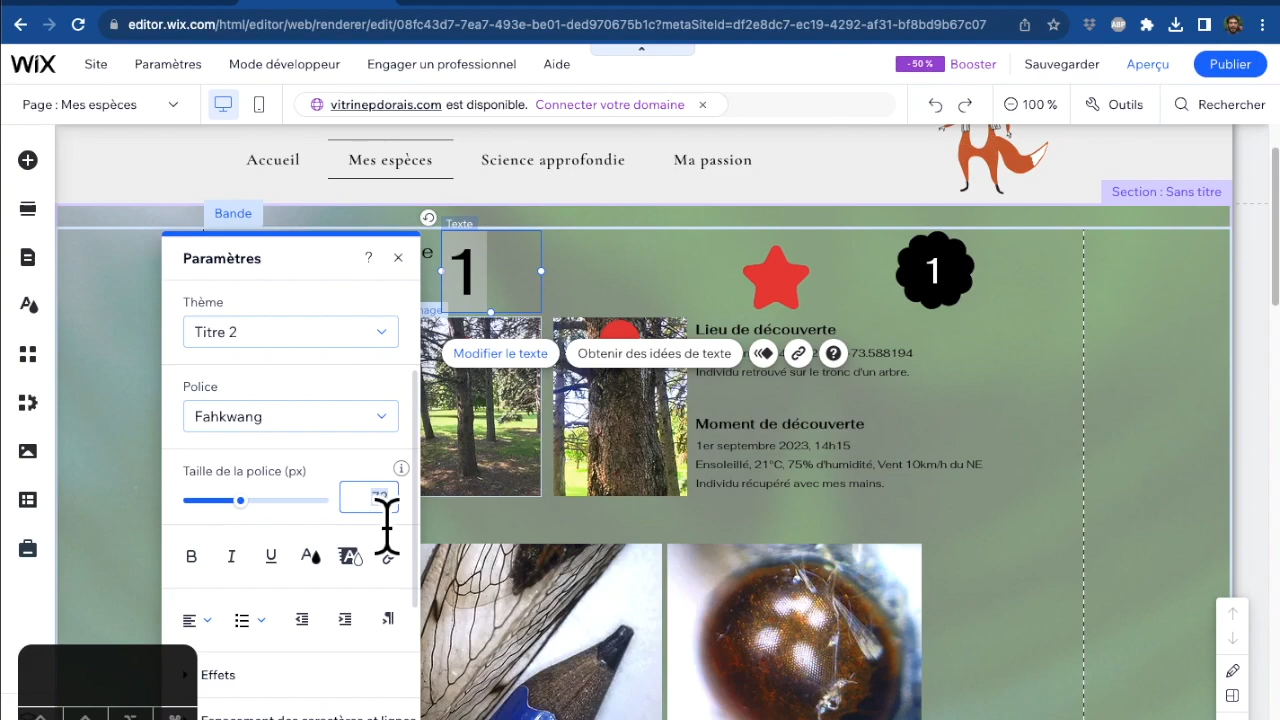 editor.wix.com/html/editor/web/renderer/edit/08fc43d7-7ea7-493e-be01-ded970675b1c?metaSiteId=df2e8dc7-ec19-4292-af31-bf8bd9b67c07
ABP
WiX
Site
Paramètres
Mode développeur
Engager un professionnel
Aide
- 50 %
Booster
Sauvegarder
Aperçu
Publier
Page : Mes espèces
vitrinepdorais.com est disponible.
Connecter votre domaine
100 %
Outils
Rechercher
Accueil
Mes espèces
Science approfondie
Ma passion
Section : Sans titre
Bande
Texte
Paramètres
?
e
1
1
Thème
Titre 2
Lieu de découverte
Modifier le texte
Obtenir des idées de texte
73.588194
Individu retrouvé sur le tronc d'un arbre.
Police
Fahkwang
Moment de découverte
1er septembre 2023, 14h15
Ensoleillé, 21°C, 75% d'humidité, Vent 10km/h du NE
Individu récupéré avec mes mains.
Taille de la police (px)
B
I
U
A
A
Effets